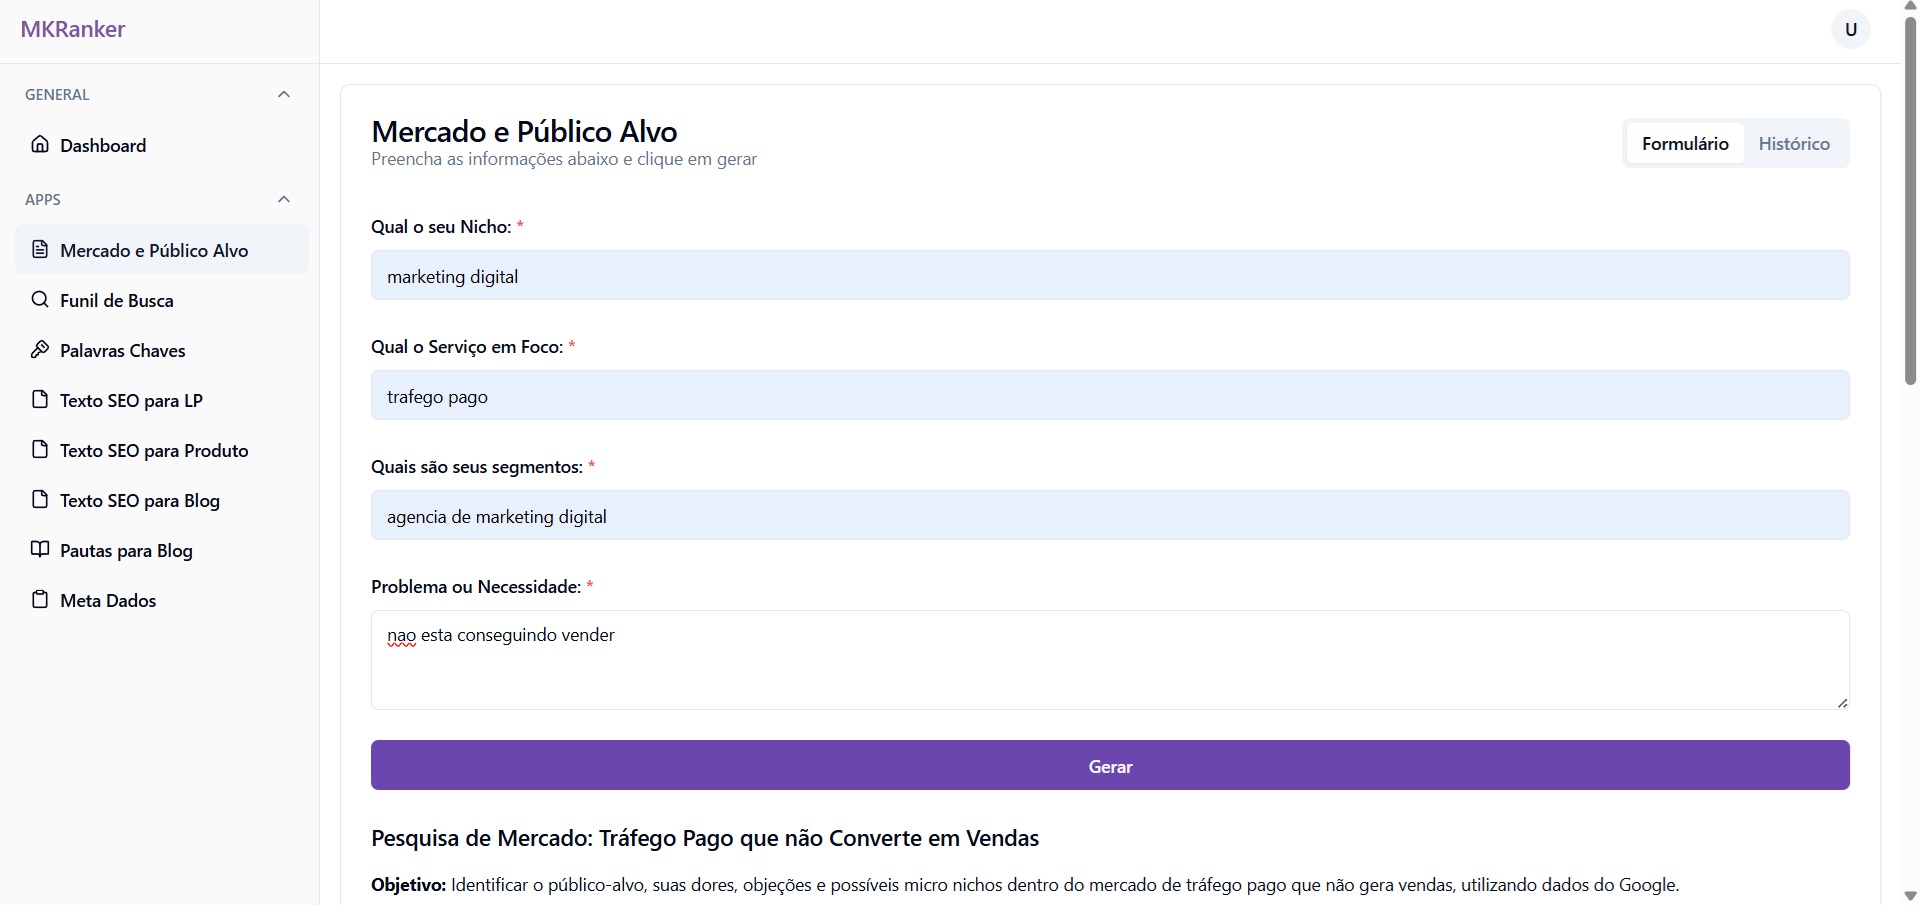 MKRanker
U
GENERAL
Dashboard
APPS
Mercado e Público Alvo
Funil de Busca
Palavras Chaves
Texto SEO para LP
Texto SEO para Produto
Texto SEO para Blog
Pautas para Blog
Meta Dados
Mercado e Público Alvo
Preencha as informações abaixo e clique em gerar
Formulário Histórico
Qual o seu Nicho: *
marketing digital
Qual o Serviço em Foco: *
trafego pago
Quais são seus segmentos: *
agencia de marketing digital
Problema ou Necessidade: *
nao esta conseguindo vender
Gerar
Pesquisa de Mercado: Tráfego Pago que não Converte em Vendas
Objetivo: Identificar o público-alvo, suas dores, objeções e possíveis micro nichos dentro do mercado de tráfego pago que não gera vendas, utilizando dados do Google.